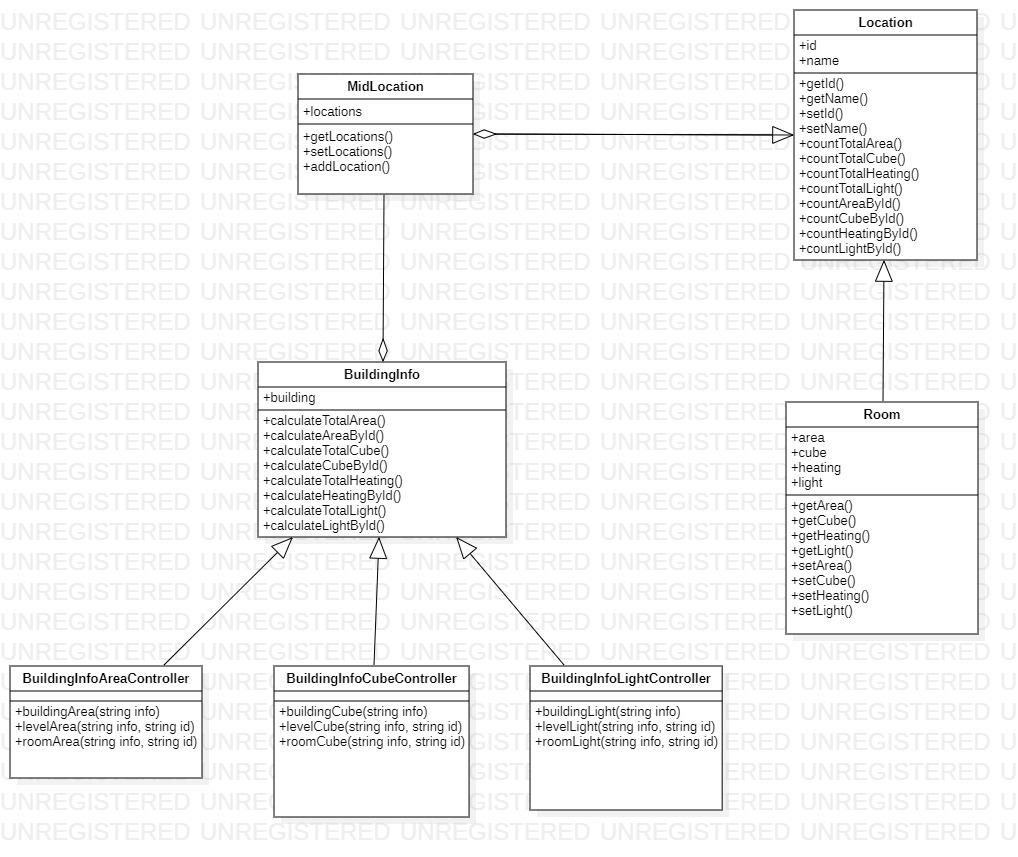 Location
+id
+name
+getId()
+getName()
+setId()
+setName()
+countTotalArea()
+countTotalCube()
+countTotalHeating()
+countTotalLight()
+countAreaById()
+countCubeById()
+countHeatingById()
+countLightById()
MidLocation
+locations
+getLocations()
+setLocations()
+addLocation()
BuildingInfo
+building
+calculateTotalArea()
+calculateAreaById()
+calculateTotalCube()
+calculateCubeById()
+calculateTotalHeating()
+calculateHeatingById()
+calculateTotalLight()
+calculateLightById()
Room
+area
+cube
+heating
+light
+getArea()
+getCube()
+getHeating()
+getLight()
+setArea()
+setCube()
+setHeating()
+setLight()
BuildingInfoAreaController
+buildingArea(string info)
+levelArea(string info, string id)
+roomArea(string info, string id)
BuildingInfoCubeController
+buildingCube(string info)
+levelCube(string info, string id)
+roomCube(string info, string id)
BuildingInfoLightController
+buildingLight(string info)
+levelLight(string info, string id)
+roomLight(string info, string id)
UNREGISTERED